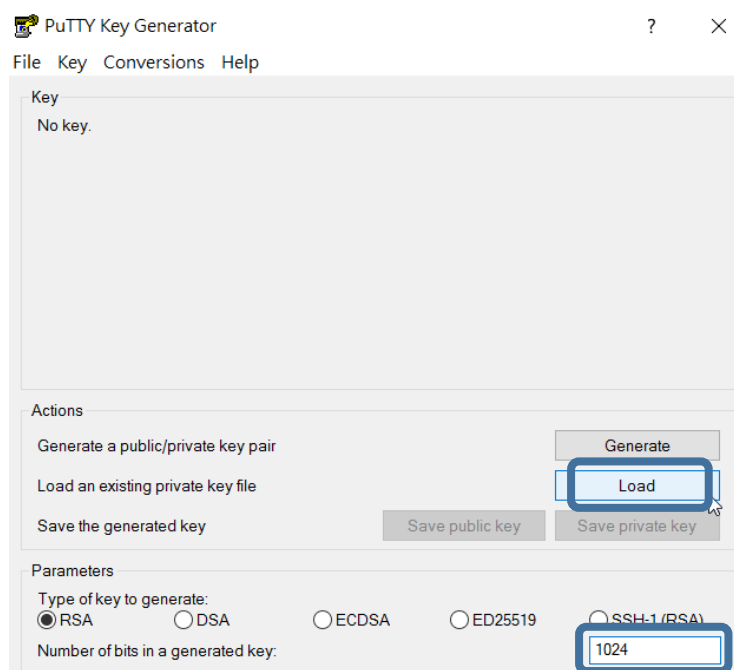 PuTTY Key Generator ?
File Key Conversions Help
Key
No key.
Actions
Generate a public/private key pair Generate
Load an existing private key file Load
Save the generated key Save public key Save private key
Parameters
Type of key to generate:
RSA DSA ECDSA ED25519 SSH-1 (RSA)
Number of bits in a generated key: 1024